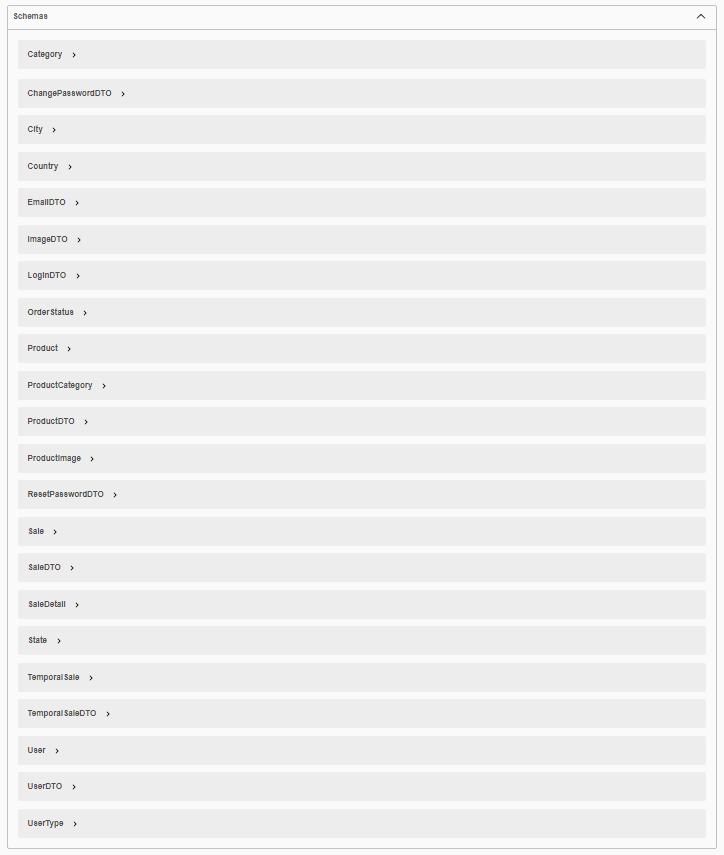 Schemas
Category
ChangePasswordDTO
City
Country
EmailDTO
ImageDTO
LoginDTO
OrderStatus
Product
ProductCategory
ProductDTO
ProductImage
ResetPasswordDTO
Sale
SaleDTO
SaleDetail
State
TemporalSale
TemporalSaleDTO
User
UserDTO
UserType